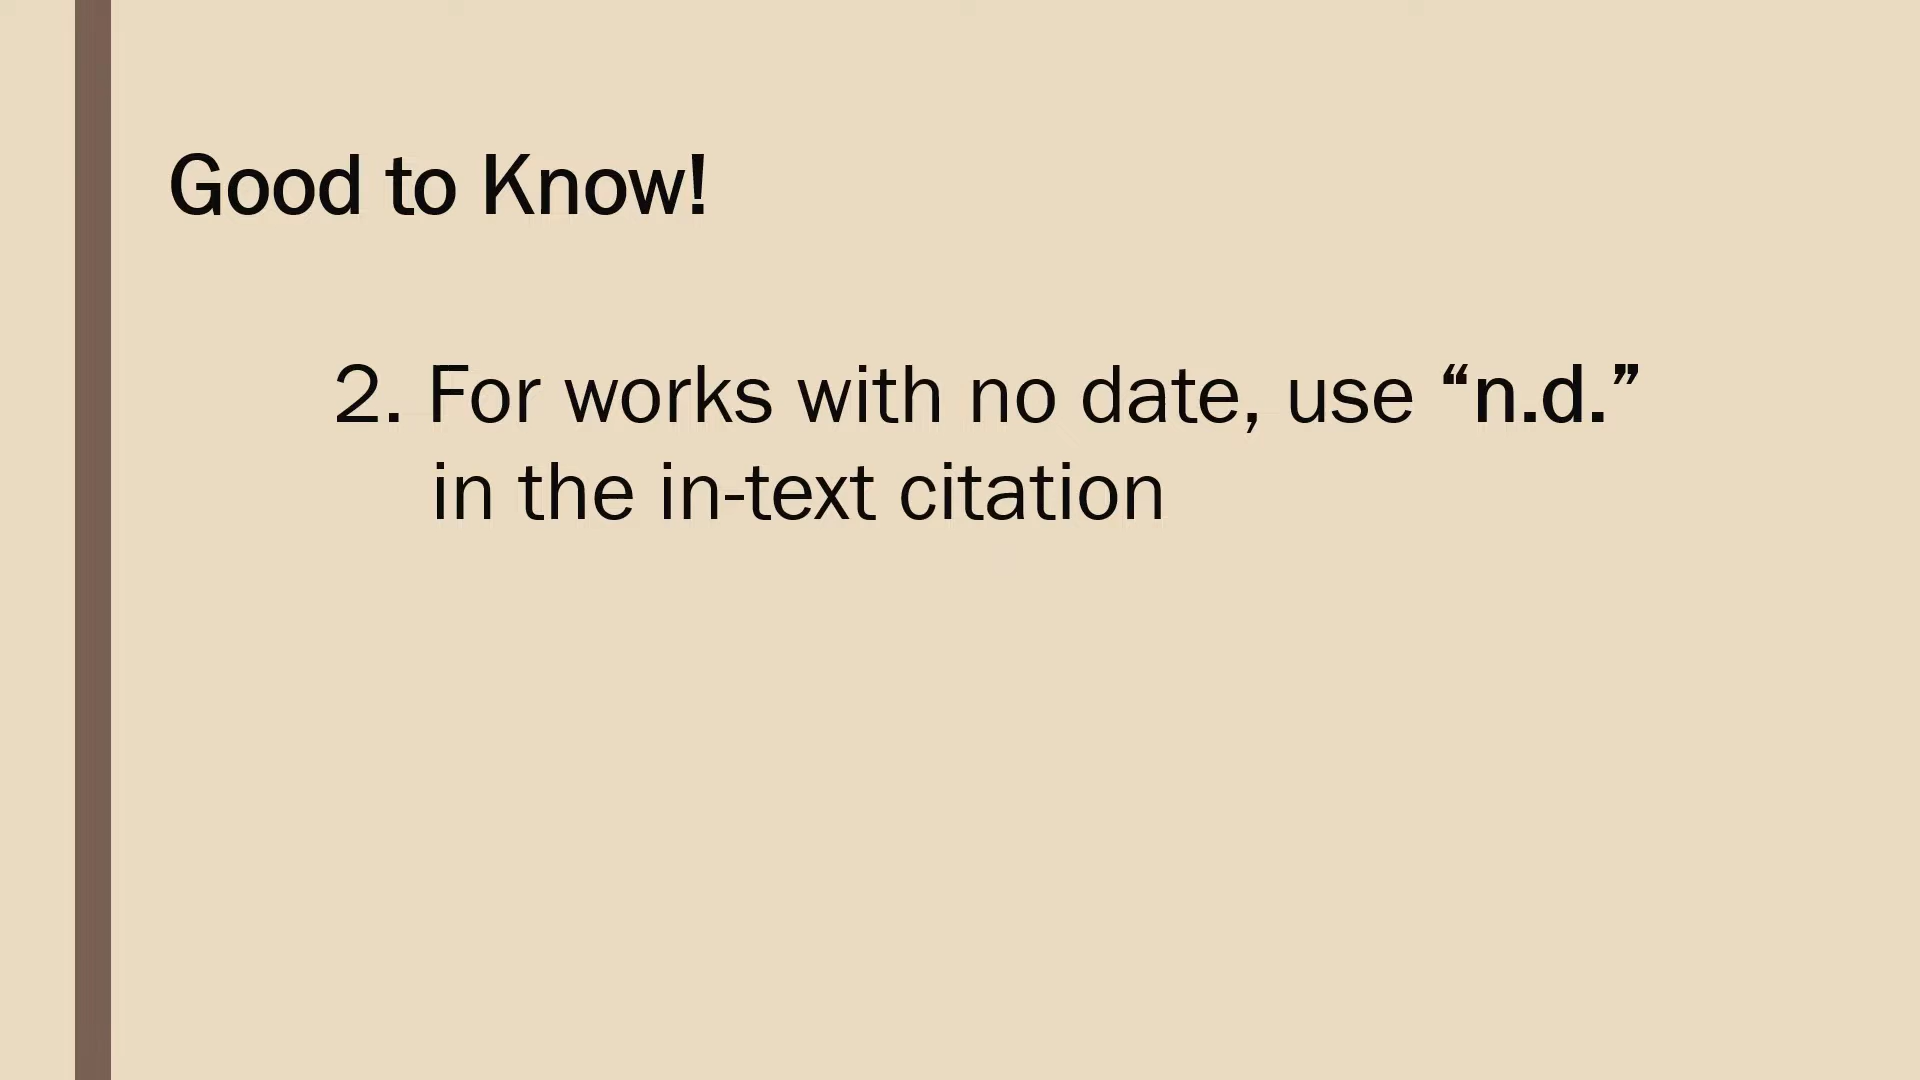 Good to Know!
2. For works with no date, use “n.d.”
in the in-text citation